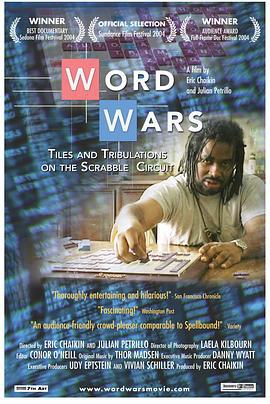 WINNER
BEST DOCUMENTARY
Sedona Film Festival 2004
OFFICIAL SELECTION
Sundance Film Festival 2004
WINNER
AUDIENCE AWARD
Full Frame Doc Festival 2004
A film by
Eric Chaikin
and Julian Petrillo
WORD
WARS
TILES AND TRIBULATIONS
ON THE SCRABBLE CIRCUIT
"Thoroughly entertaining and hilarious!" - San Francisco Chronicle
"Fascinating!" - Washington Post
"An audience-friendly crowd-pleaser comparable to Spellbound!" - Variety
Directed by ERIC CHAIKIN and JULIAN PETRILLO Director of Photography LAELA KILBOURN
Editor CONOR O'NEILL Original Music by THOR MADSEN Executive Music Producer DANNY WYATT
Executive Producers UDY EPSTEIN and VIVIAN SCHILLER Produced by ERIC CHAIKIN
7TH ART
www.wordwarsmovie.com